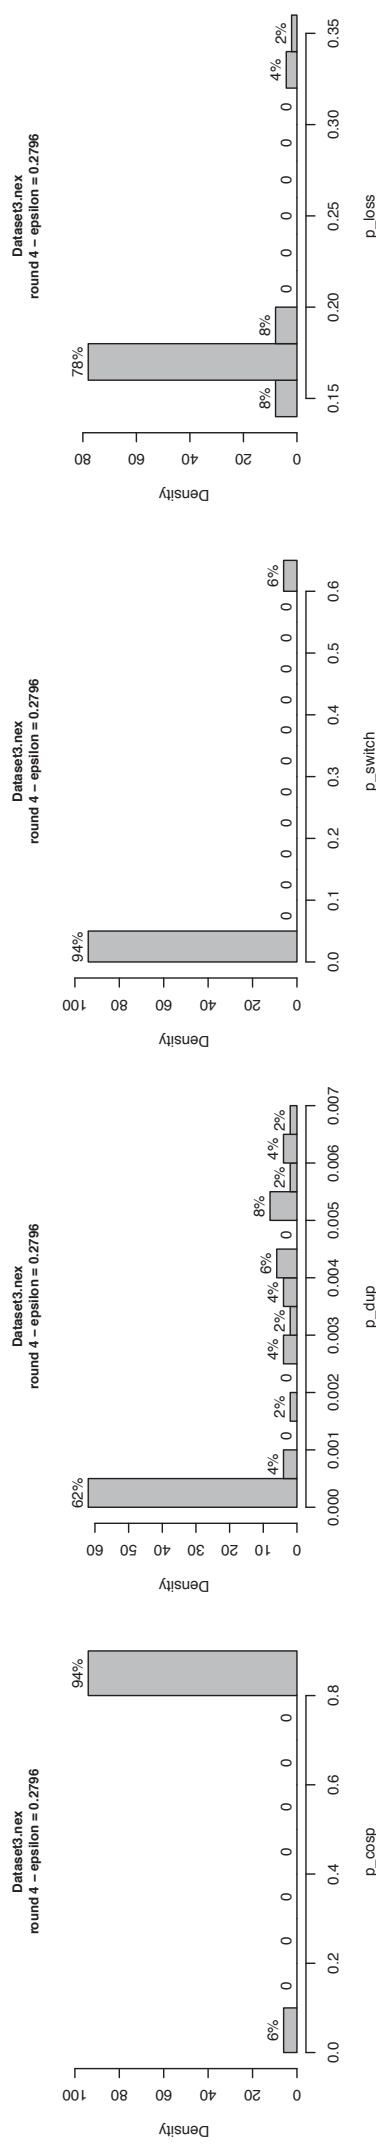 Dataset3.nex
round 4 – epsilon = 0.2796
Density
100
80
60
40
20
0
6% 0 0 0 0 0 0 0 94%
0.0 0.2 0.4 0.6 0.8
p_cosp
Dataset3.nex
round 4 – epsilon = 0.2796
Density
60
50
40
30
20
10
0
62% 4% 0 2% 0 4% 2% 4% 6% 0 8% 2% 4% 2%
0.000 0.001 0.002 0.003 0.004 0.005 0.006 0.007
p_dup
Dataset3.nex
round 4 – epsilon = 0.2796
Density
100
80
60
40
20
0
94% 0 0 0 0 0 0 0 0 0 0 0 6%
0.0 0.1 0.2 0.3 0.4 0.5 0.6
p_switch
Dataset3.nex
round 4 – epsilon = 0.2796
Density
80
60
40
20
0
8% 78% 8% 0 0 0 0 0 0 4% 2%
0.15 0.20 0.25 0.30 0.35
p_loss